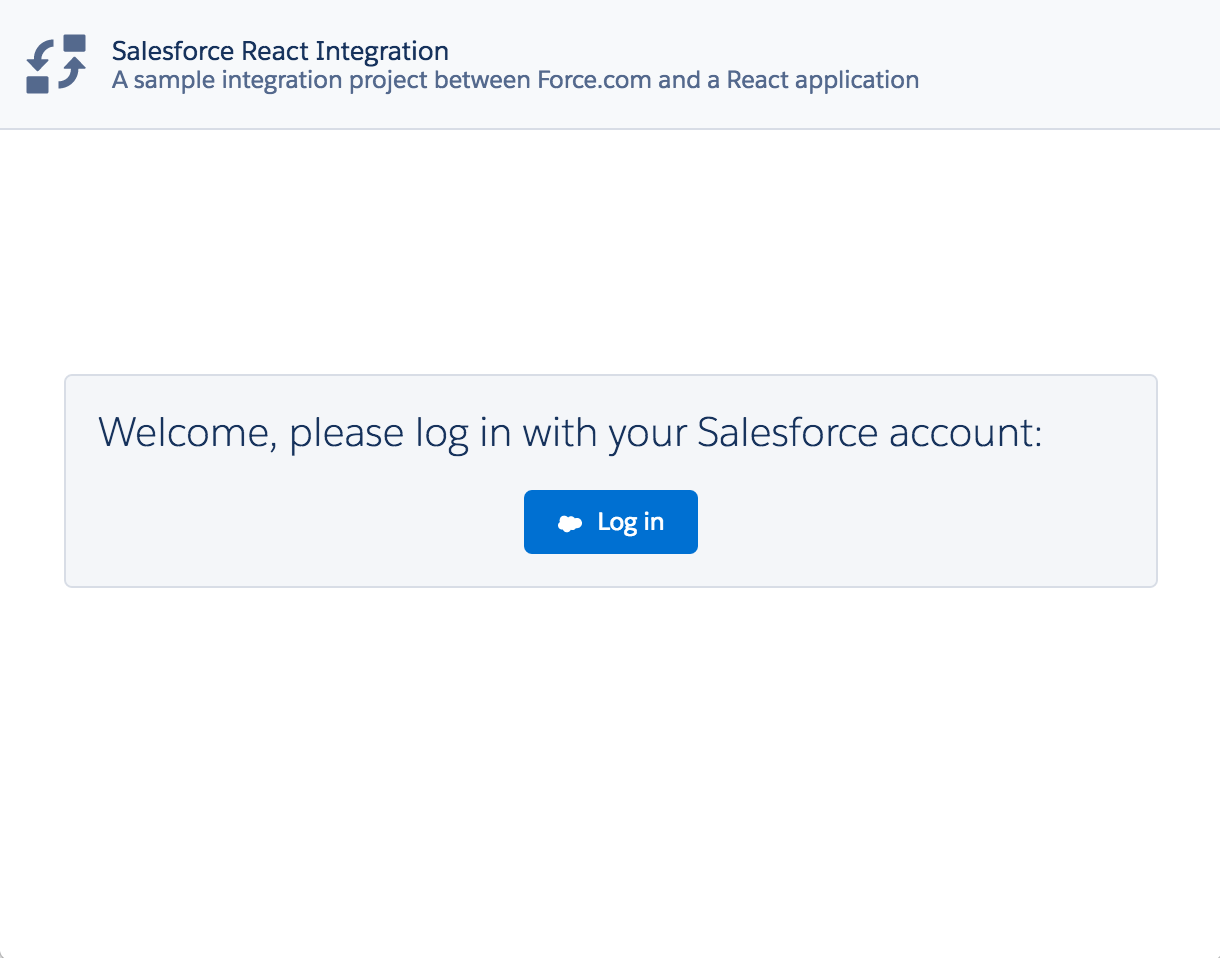 Salesforce React Integration
A sample integration project between Force.com and a React application
Welcome, please log in with your Salesforce account:
Log in